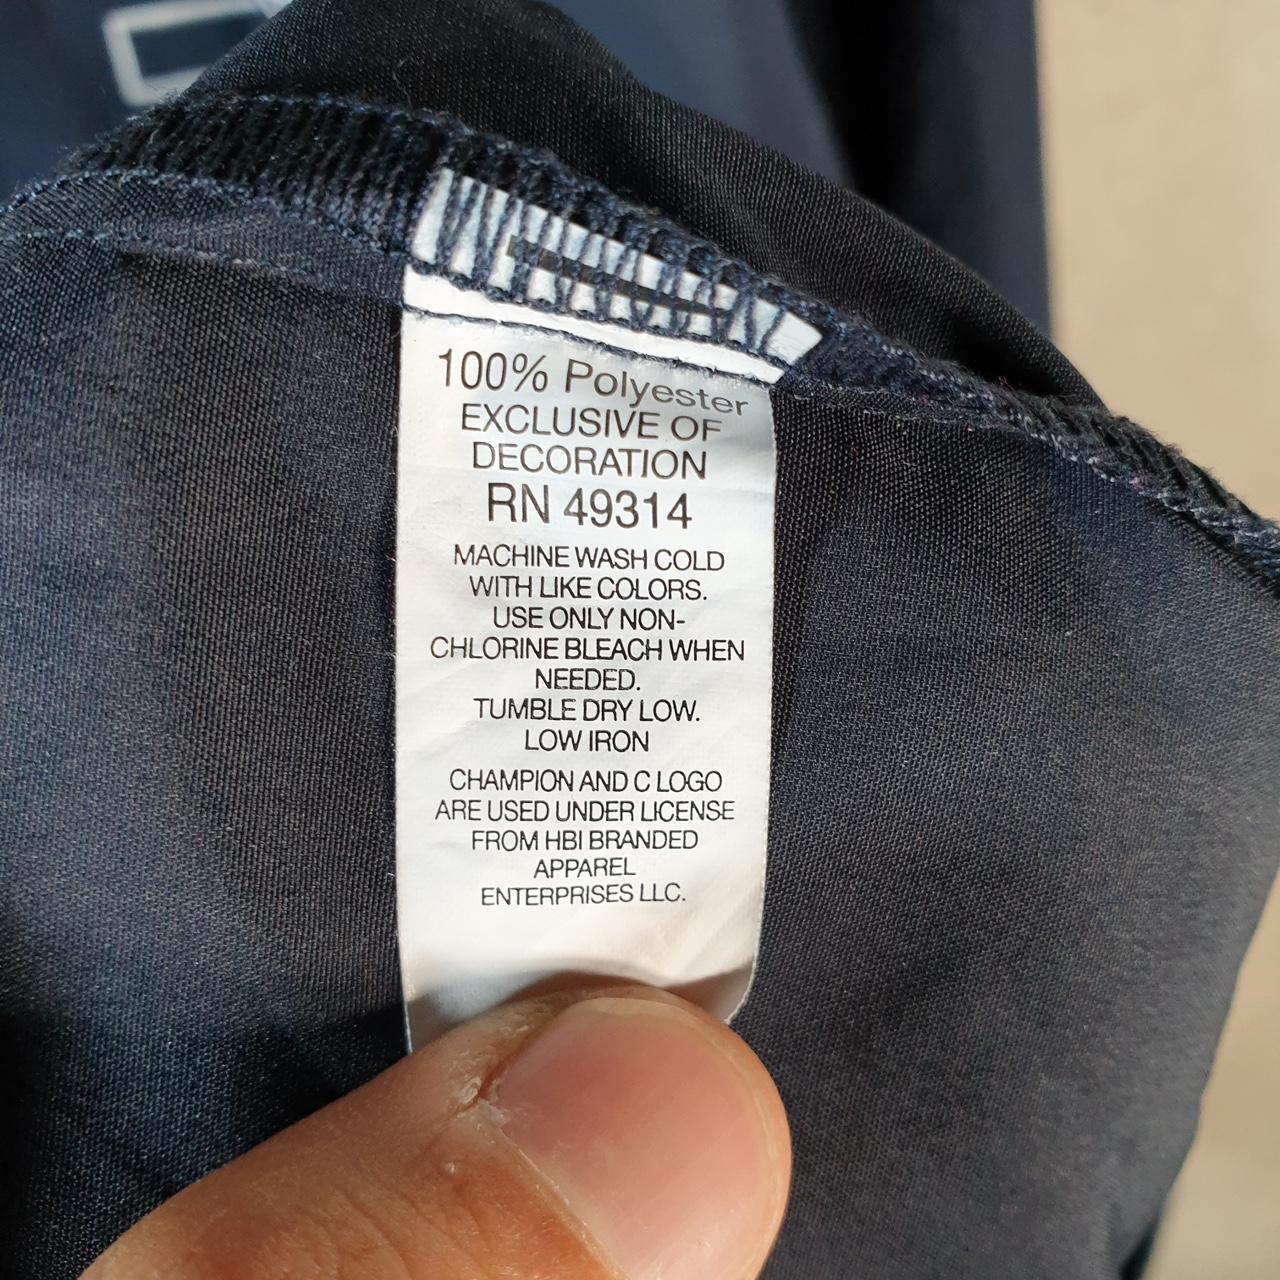 100% Polyester
EXCLUSIVE OF
DECORATION
RN 49314
MACHINE WASH COLD
WITH LIKE COLORS.
USE ONLY NON-
CHLORINE BLEACH WHEN
NEEDED.
TUMBLE DRY LOW.
LOW IRON
CHAMPION AND C LOGO
ARE USED UNDER LICENSE
FROM HBI BRANDED
APPAREL
ENTERPRISES LLC.